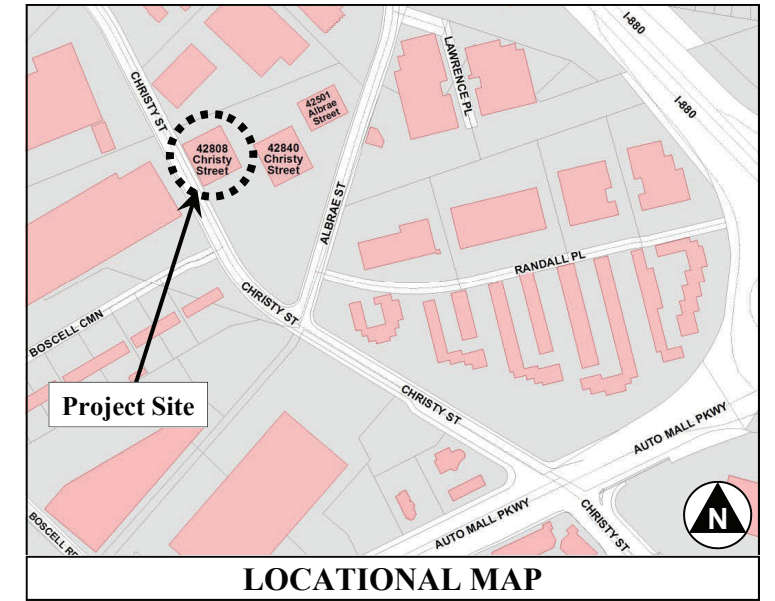 I-880
I-880
LAWRENCE PL
CHRISTY ST
42501
Albrae
Street
42808
Christy
Street
42840
Christy
Street
ALBRAE ST
RANDALL PL
BOSCELL CMN
CHRISTY ST
Project Site
CHRISTY ST
AUTO MALL PKWY
AUTO MALL PKWY
CHRISTY ST
BOSCELL RD
N
LOCATIONAL MAP